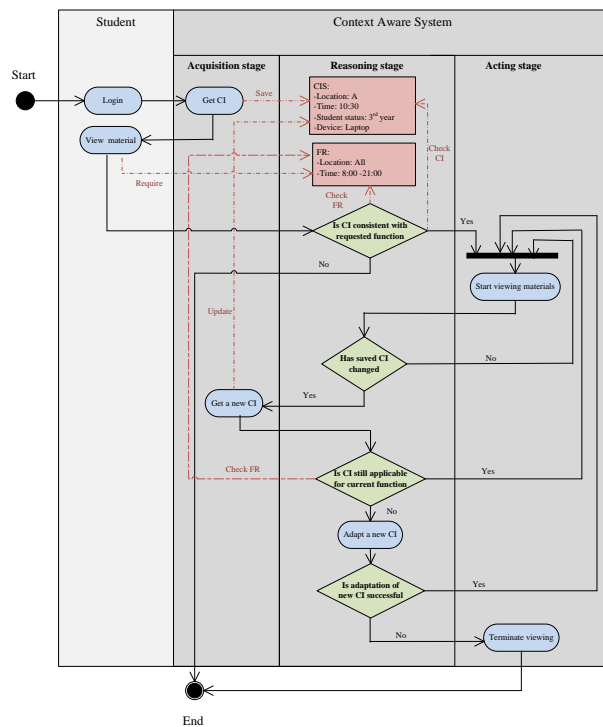 Student
Context Aware System
Acquisition stage
Reasoning stage
Acting stage
Start
Login
Get CI
Save
CIS:
-Location: A
-Time: 10:30
-Student status: 3rd year
-Device: Laptop
View material
FR:
-Location: All
-Time: 8:00 -21:00
Check
CI
Require
Check
FR
Is CI consistent with
requested function
Yes
No
Start viewing materials
Update
Has saved CI
changed
No
Yes
Get a new CI
Check FR
Is CI still applicable
for current function
Yes
No
Adapt a new CI
Is adaptation of
new CI successful
Yes
No
Terminate viewing
End